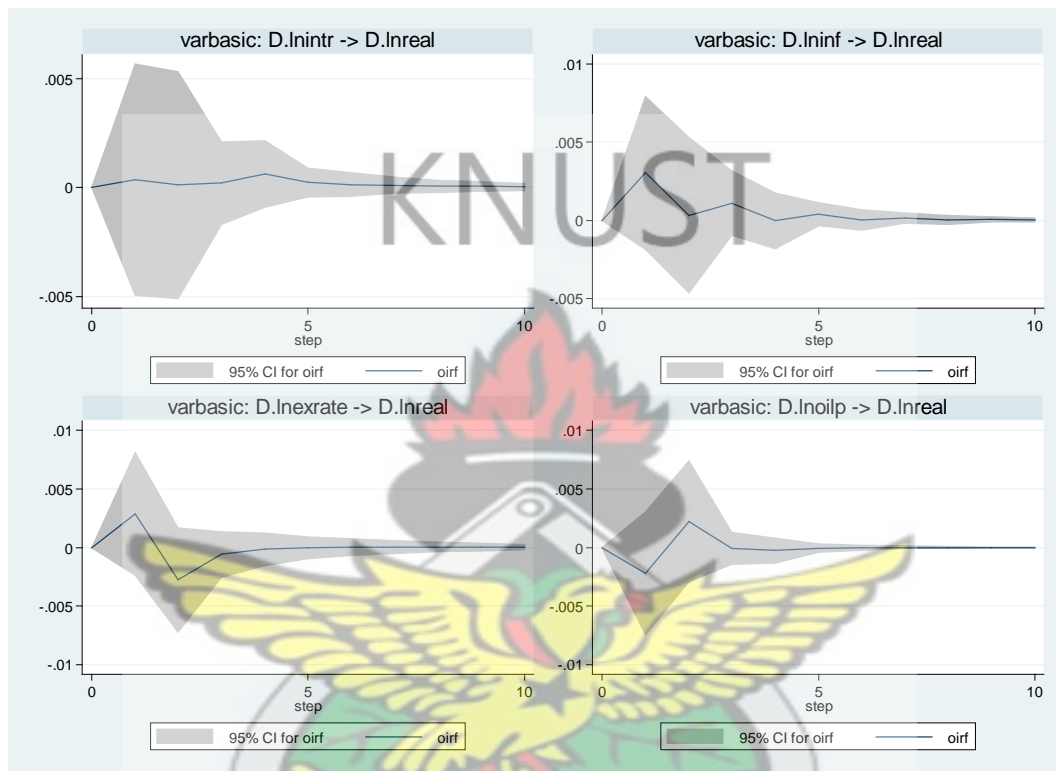 varbasic: D.lnintr -> D.lnreal
.005
0
-.005
0
5
10
step
95% CI for oirf
oirf
varbasic: D.lninf -> D.lnreal
.01
.005
0
-.005
0
5
10
step
95% CI for oirf
oirf
KNUST
varbasic: D.lnexrate -> D.lnreal
.01
.005
0
-.005
-.01
0
5
10
step
95% CI for oirf
oirf
varbasic: D.lnoilp -> D.lnreal
.01
.005
0
-.005
-.01
0
5
10
step
95% CI for oirf
oirf